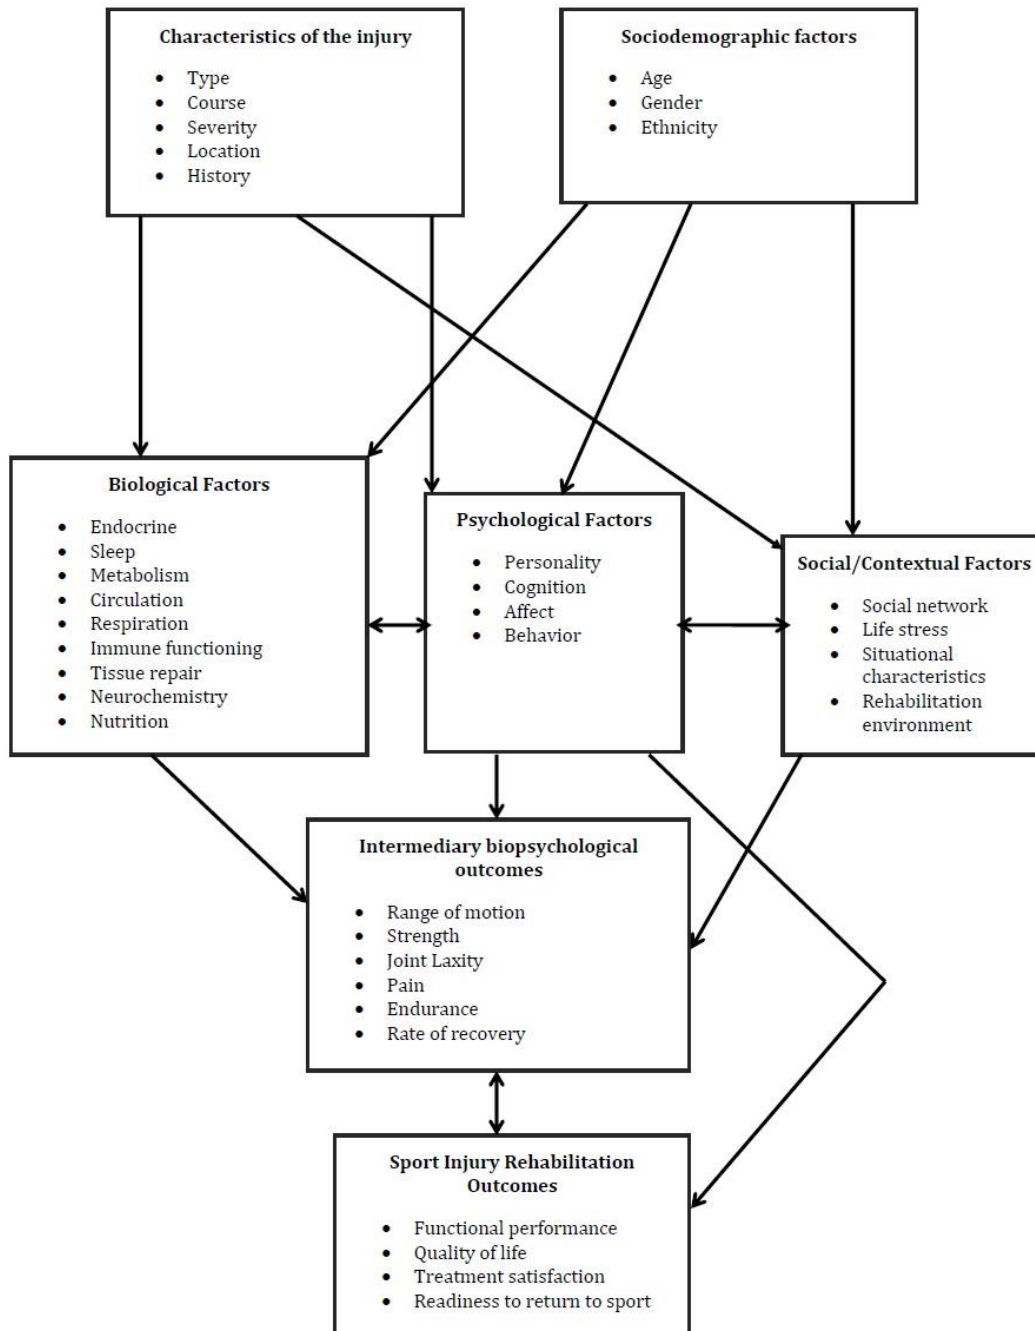 Characteristics of the injury
• Type
• Course
• Severity
• Location
• History
Sociodemographic factors
• Age
• Gender
• Ethnicity
Biological Factors
• Endocrine
• Sleep
• Metabolism
• Circulation
• Respiration
• Immune functioning
• Tissue repair
• Neurochemistry
• Nutrition
Psychological Factors
• Personality
• Cognition
• Affect
• Behavior
Social/Contextual Factors
• Social network
• Life stress
• Situational
characteristics
• Rehabilitation
environment
Intermediary biopsychological
outcomes
• Range of motion
• Strength
• Joint Laxity
• Pain
• Endurance
• Rate of recovery
Sport Injury Rehabilitation
Outcomes
• Functional performance
• Quality of life
• Treatment satisfaction
• Readiness to return to sport